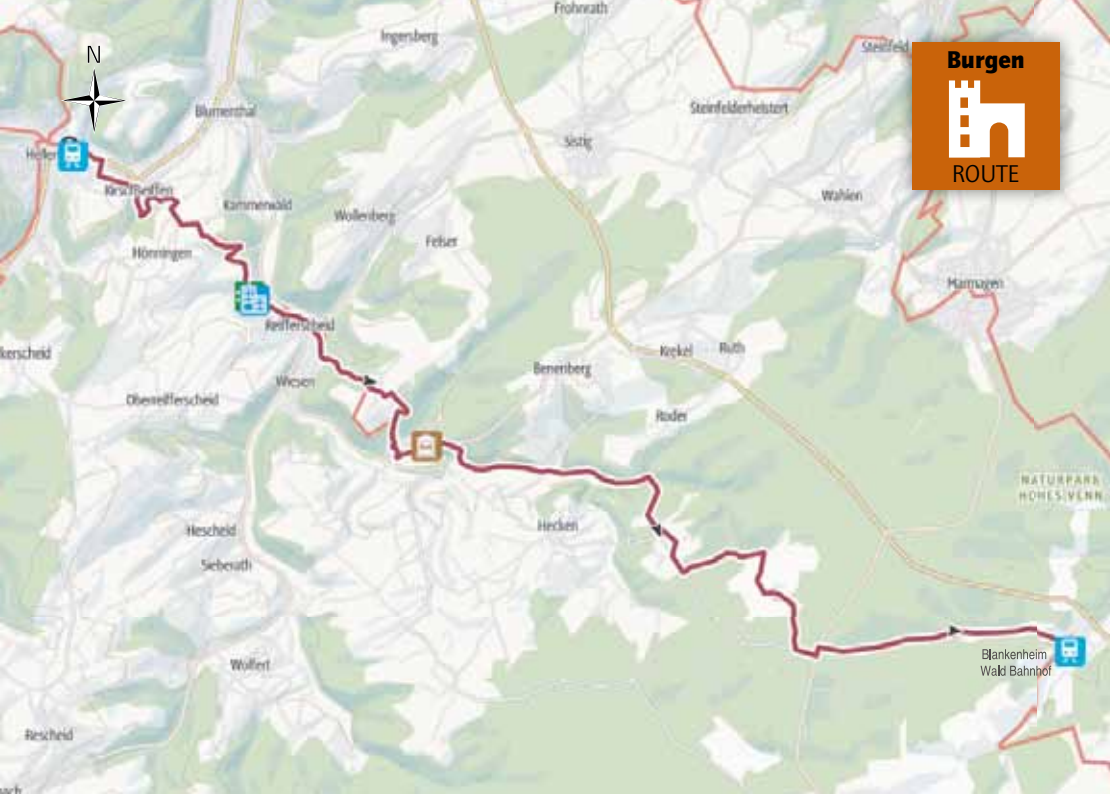 Frohnrath
Ingersberg
N
Steinfeld
Burgen
ROUTE
Blumenthal
Steinfelderheistert
Sistig
Heller
Kirschseiffen
Kammerwald
Wollenberg
Wahlen
Felser
Hönningen
Marmagen
Reifferscheid
Krekel
Ruth
kerscheid
Benenberg
Wiesen
Oberreifferscheid
Roder
NATURPARK
HOHES VENN
Hescheid
Hecken
Sieberath
Blankenheim
Wald Bahnhof
Wolfert
Rescheid